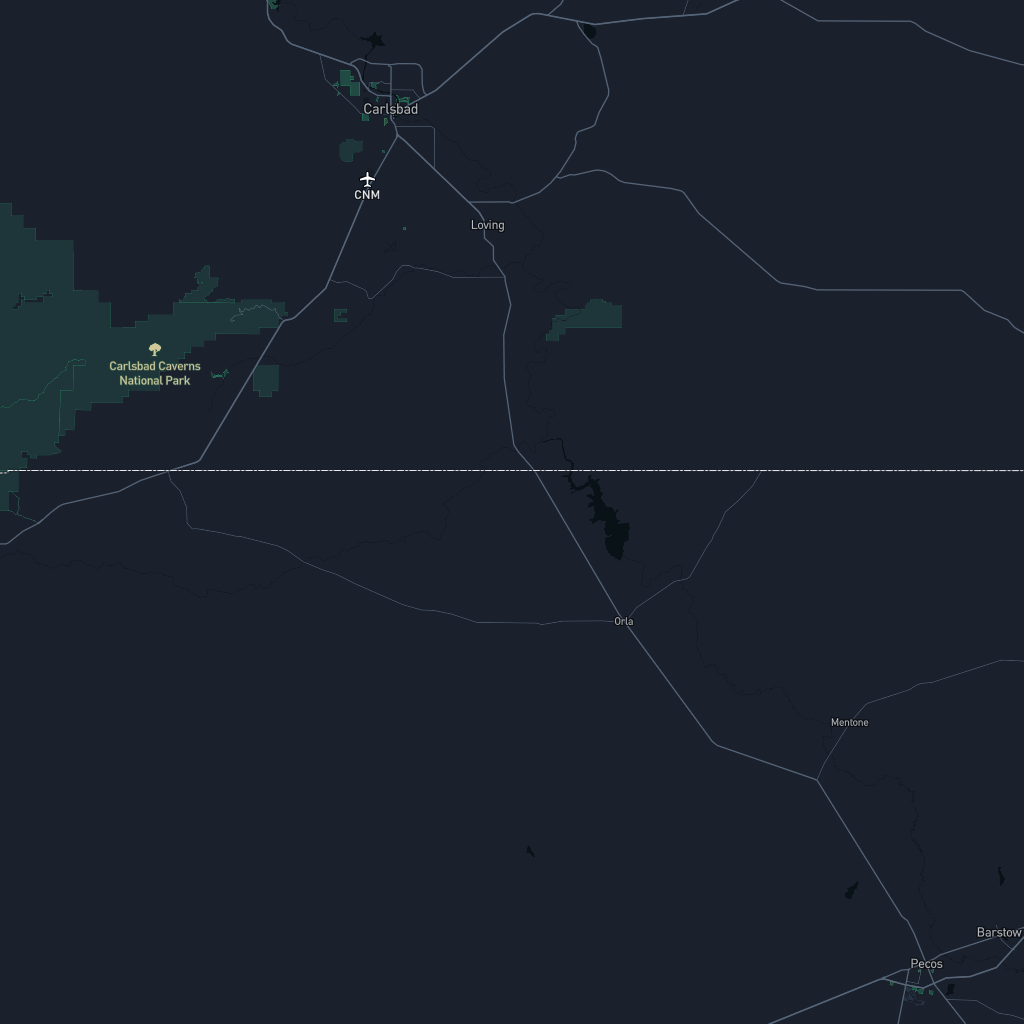 Carlsbad
CNM
Loving
Carlsbad Caverns
National Park
Orla
Mentone
Barstow
Pecos